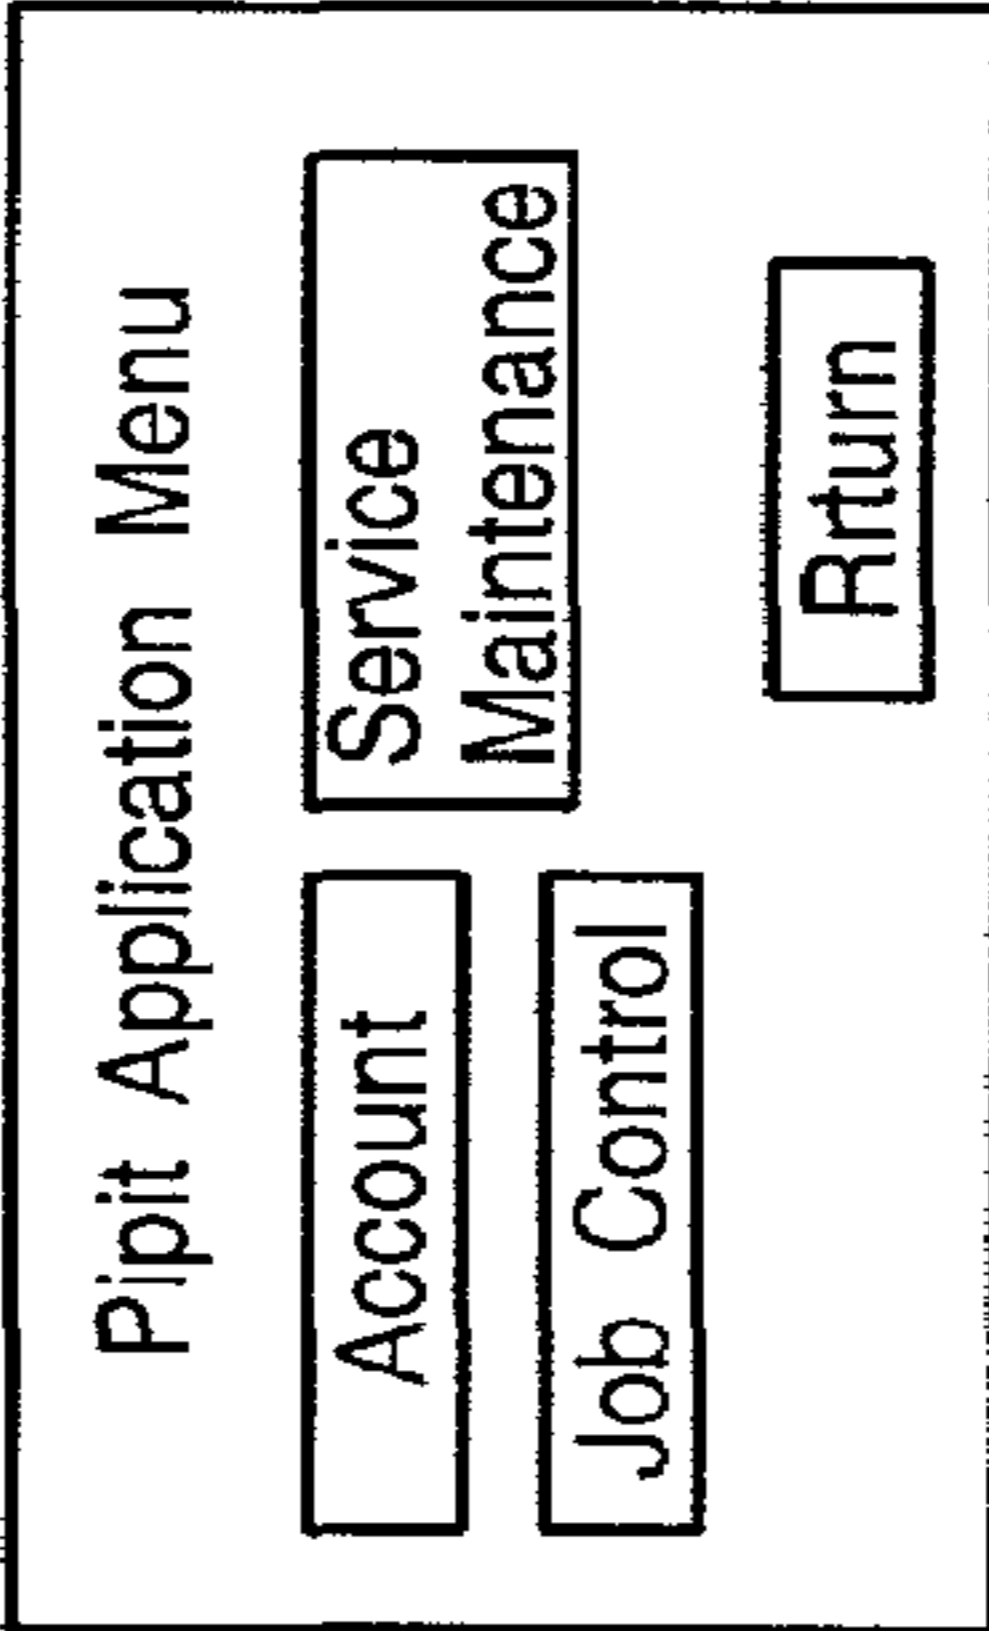 Pipit Application Menu
Account
Service
Maintenance
Job Control
Rrturn